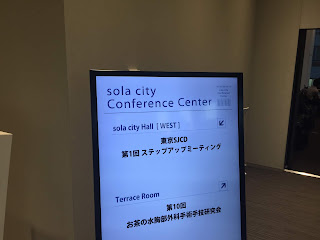 sola city
Conference Center
sola city Hall [ WEST ]
東京SJCD
第1回 ステップアップミーティング
Terrace Room
第10回
お茶の水胸部外科手術手技研究会